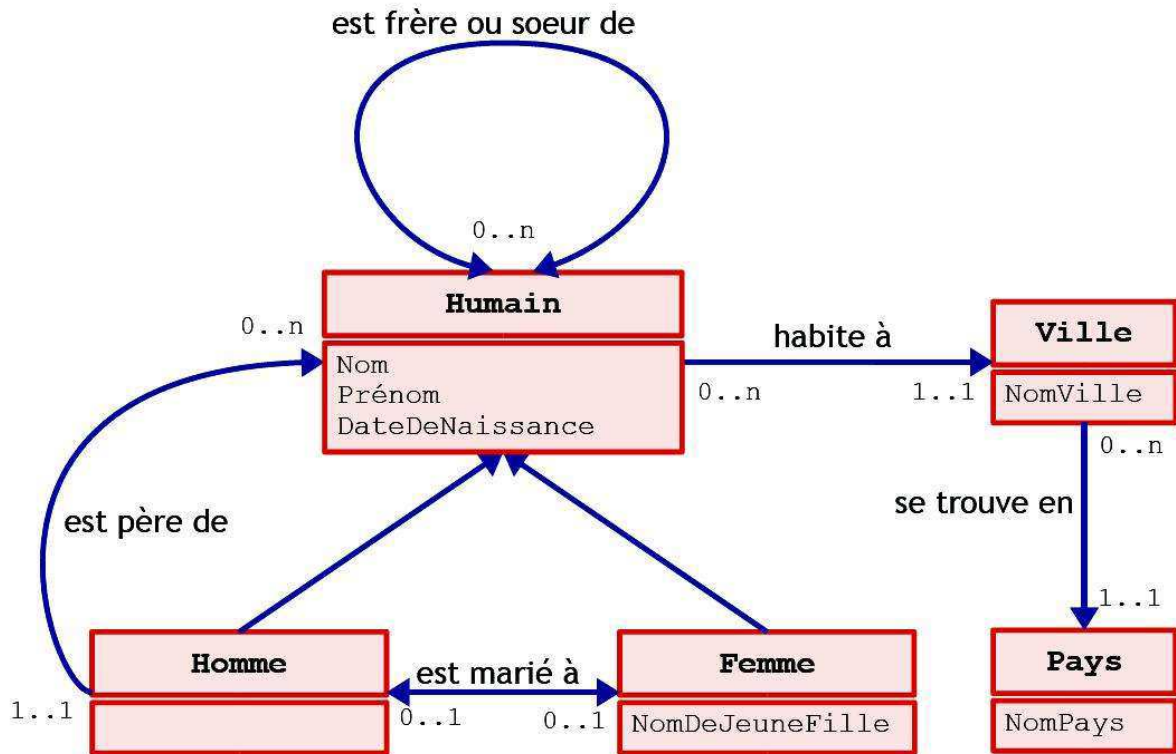 est frère ou soeur de
0..n
Humain
0..n
Nom
Prénom
DateDeNaissance
habite à
0..n
1..1
Ville
NomVille
0..n
se trouve en
1..1
est père de
Homme
1..1
est marié à
0..1
0..1
Femme
NomDeJeuneFille
Pays
NomPays